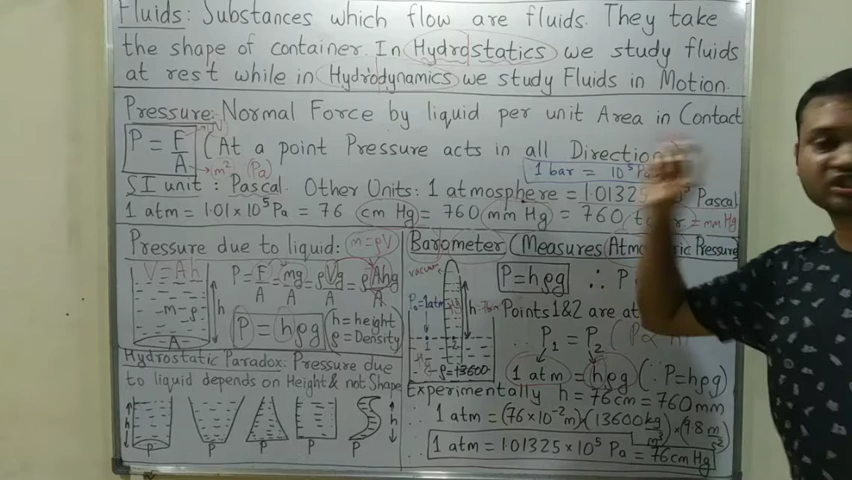 Fluids: Substances which flow are fluids. They take
the shape of container. In Hydrostatics we study fluids
at rest while in Hydrodynamics we study Fluids in Motion.
Pressure: Normal Force by liquid per unit Area in Contact
P = F/A (At a point Pressure acts in all Direction
(N)
m² (Pa)
1 bar = 10⁵ Pa
SI unit: Pascal. Other Units: 1 atmosphere = 1.01325 10⁵ Pascal
1 atm = 1.01×10⁵ Pa = 76 cm Hg = 760 mm Hg = 760 = mm Hg
Pressure due to liquid: m=ρV
V=Ah
P = F/A = mg/A = ρVg/A = ρAhg/A
-m-ρ
h
A
P = hρg (h=height
ρ=Density)
Hydrostatic Paradox: Pressure due
to liquid depends on Height & not Shape
h h
P P P P P
Barometer (Measures Atmospheric Pressure
vacuum
P=hρg ∴ P
P₀=1atm
h=76cm
Points 1&2 are at
P₁ = P₂
1 2
ρ=13600
1 atm = hρg (∵ P=hρg)
Experimentally h = 76cm = 760 mm
∴ 1 atm = (76×10⁻²m)(13600 kg/m³)×(9.8 m/s²)
∴ 1 atm = 1.01325×10⁵ Pa = 76 cm Hg